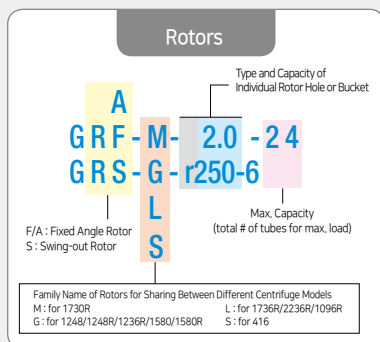 Rotors
Type and Capacity of
Individual Rotor Hole or Bucket
A
GRF-M-2.0-24
GRS-G-r250-6
L
S
F/A : Fixed Angle Rotor
S : Swing-out Rotor
Max. Capacity
(total # of tubes for max. load)
Family Name of Rotors for Sharing Between Different Centrifuge Models
M : for 1730R L : for 1736R/2236R/1096R
G : for 1248/1248R/1236R/1580/1580R S : for 416